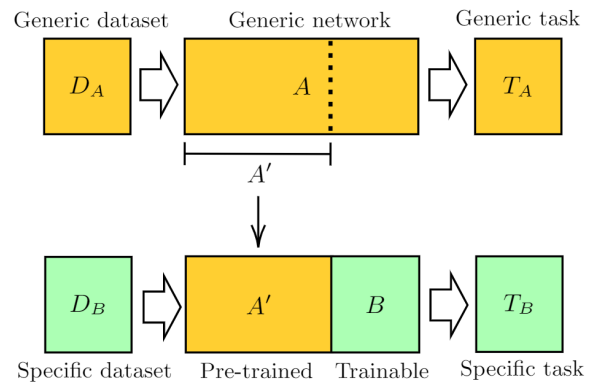 Generic dataset
Generic network
Generic task
D_A
A
T_A
A′
D_B
A′
B
T_B
Specific dataset
Pre-trained
Trainable
Specific task